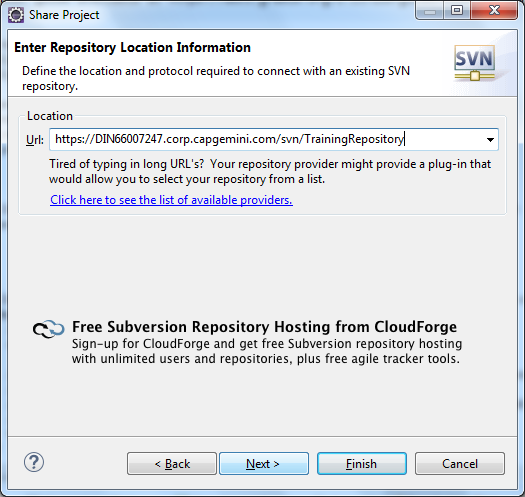 Share Project
Enter Repository Location Information
Define the location and protocol required to connect with an existing SVN
repository.
SVN
Location
Url: https://DIN66007247.corp.capgemini.com/svn/TrainingRepository
Tired of typing in long URL's? Your repository provider might provide a plug-in that
would allow you to select your repository from a list.
Click here to see the list of available providers.
Free Subversion Repository Hosting from CloudForge
Sign-up for CloudForge and get free Subversion repository hosting
with unlimited users and repositories, plus free agile tracker tools.
? < Back Next > Finish Cancel